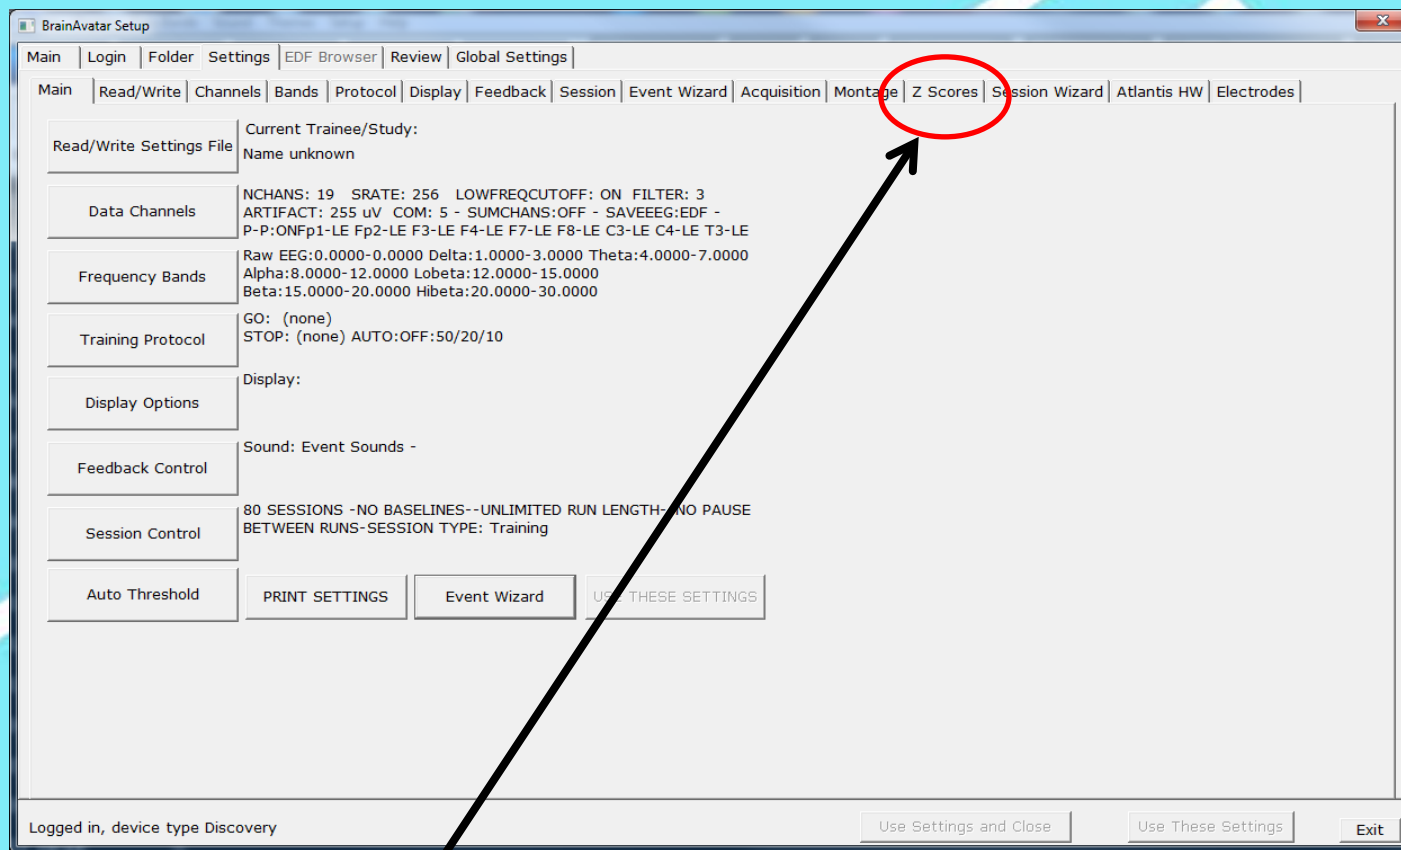 BrainAvatar Setup
Main Login Folder Settings EDF Browser Review Global Settings
Main Read/Write Channels Bands Protocol Display Feedback Session Event Wizard Acquisition Montage Z Scores Session Wizard Atlantis HW Electrodes
Read/Write Settings File
Current Trainee/Study:
Name unknown
Data Channels
NCHANS: 19 SRATE: 256 LOWFREQCUTOFF: ON FILTER: 3
ARTIFACT: 255 uV COM: 5 - SUMCHANS:OFF - SAVEEEG:EDF -
P-P:ONFp1-LE Fp2-LE F3-LE F4-LE F7-LE F8-LE C3-LE C4-LE T3-LE
Frequency Bands
Raw EEG:0.0000-0.0000 Delta:1.0000-3.0000 Theta:4.0000-7.0000
Alpha:8.0000-12.0000 Lobeta:12.0000-15.0000
Beta:15.0000-20.0000 Hibeta:20.0000-30.0000
Training Protocol
GO: (none)
STOP: (none) AUTO:OFF:50/20/10
Display Options
Display:
Feedback Control
Sound: Event Sounds -
Session Control
80 SESSIONS -NO BASELINES--UNLIMITED RUN LENGTH- NO PAUSE
BETWEEN RUNS-SESSION TYPE: Training
Auto Threshold
PRINT SETTINGS Event Wizard USE THESE SETTINGS
Logged in, device type Discovery
Use Settings and Close Use These Settings Exit